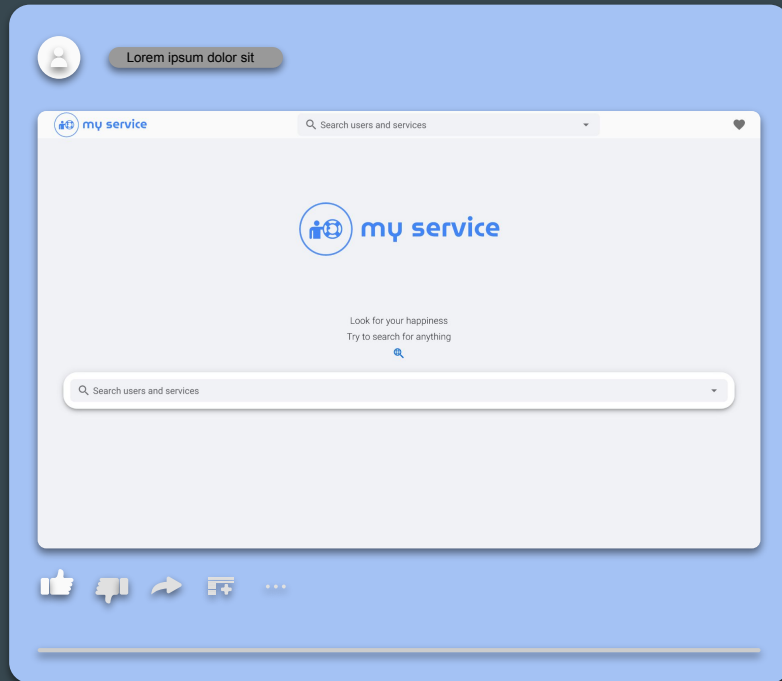 Lorem ipsum dolor sit
my service
Search users and services
my service
Look for your happiness
Try to search for anything
Search users and services